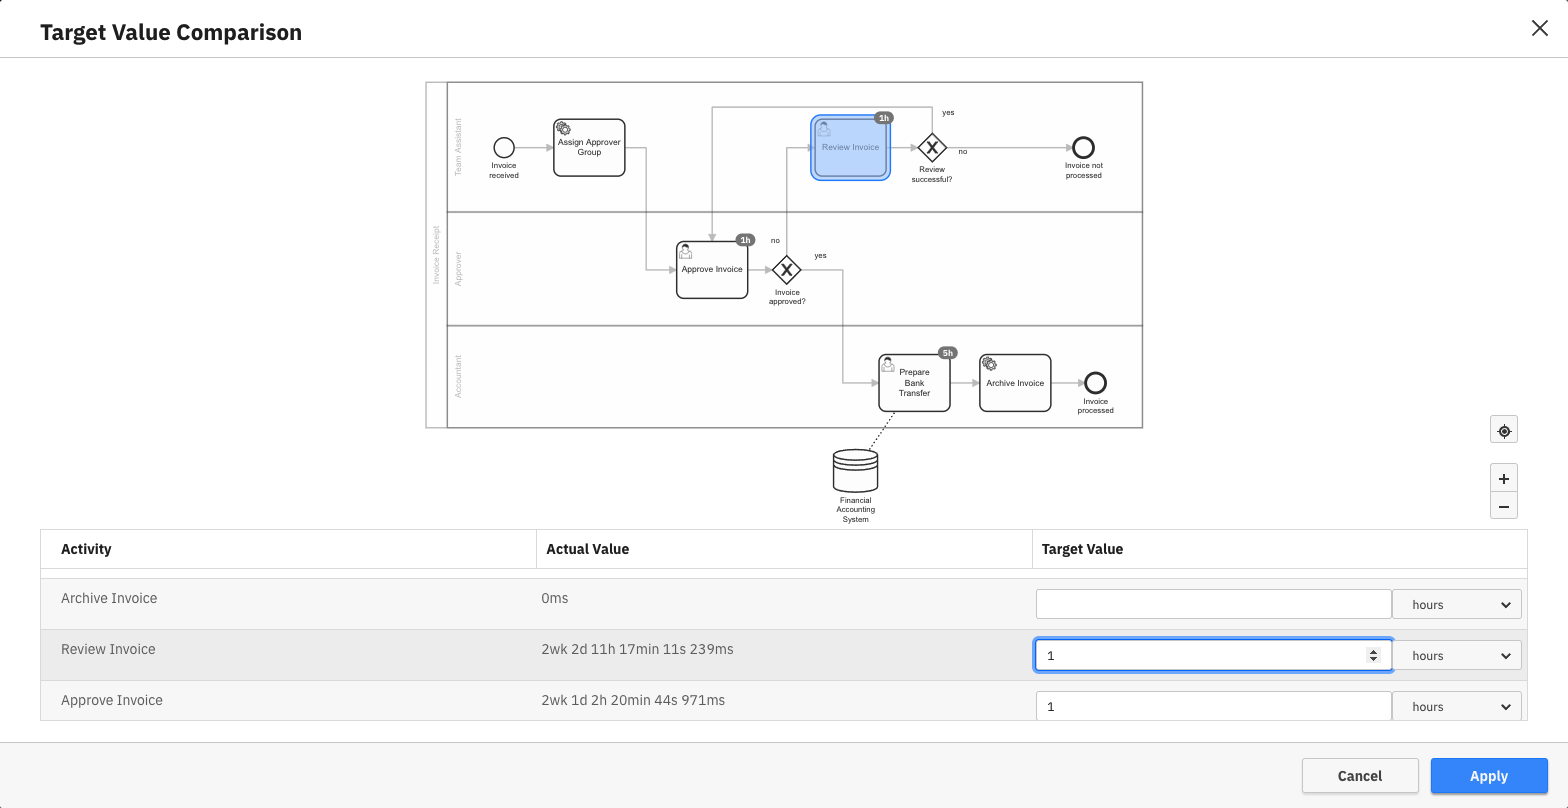 Target Value Comparison
Invoice Receipt
Team Assistant
Invoice
received
Assign Approver
Group
1h
Review Invoice
yes
Review
successful?
no
Invoice not
processed
Approver
1h
Approve Invoice
no
Invoice
approved?
yes
Accountant
5h
Prepare
Bank
Transfer
Archive Invoice
Invoice
processed
Financial
Accounting
System
Activity
Actual Value
Target Value
Archive Invoice
0ms
hours
Review Invoice
2wk 2d 11h 17min 11s 239ms
1
hours
Approve Invoice
2wk 1d 2h 20min 44s 971ms
1
hours
Cancel
Apply